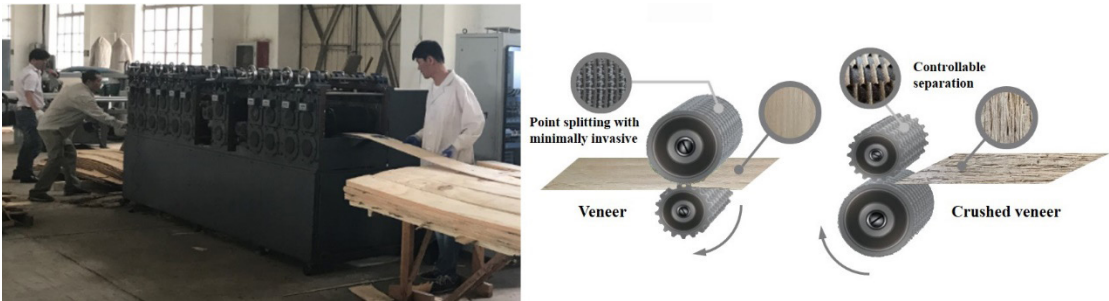 Point splitting with
minimally invasive
Veneer
Controllable
separation
Crushed veneer